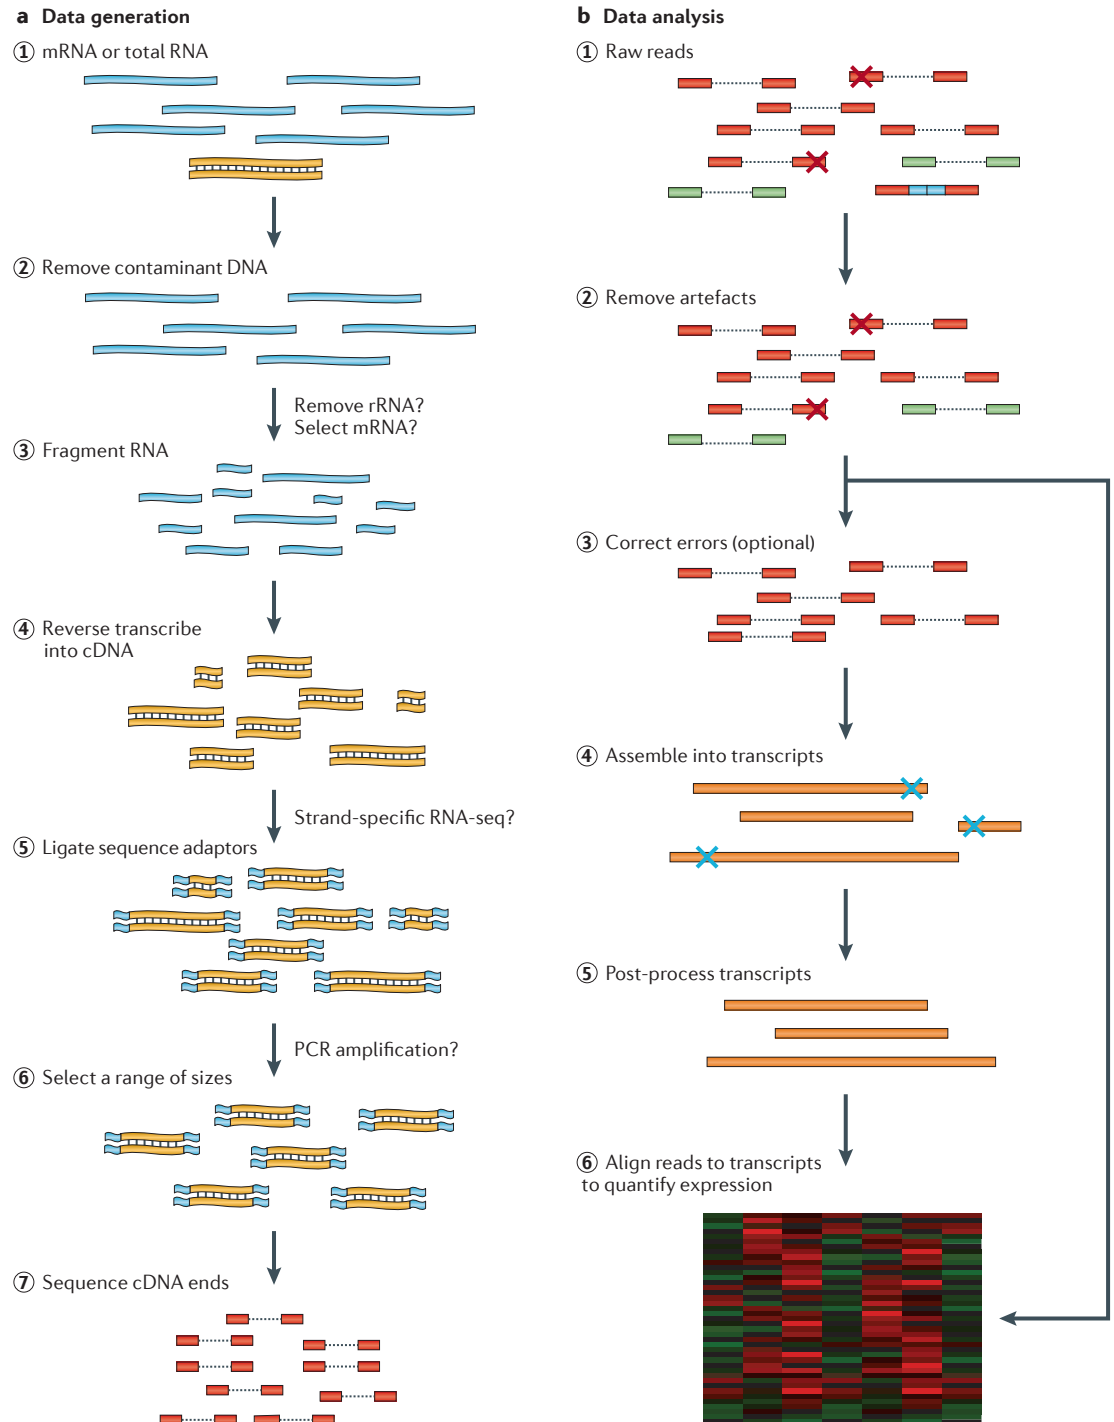 a Data generation
① mRNA or total RNA
② Remove contaminant DNA
Remove rRNA?
Select mRNA?
③ Fragment RNA
④ Reverse transcribe
into cDNA
Strand-specific RNA-seq?
⑤ Ligate sequence adaptors
PCR amplification?
⑥ Select a range of sizes
⑦ Sequence cDNA ends
b Data analysis
① Raw reads
② Remove artefacts
③ Correct errors (optional)
④ Assemble into transcripts
⑤ Post-process transcripts
⑥ Align reads to transcripts
to quantify expression